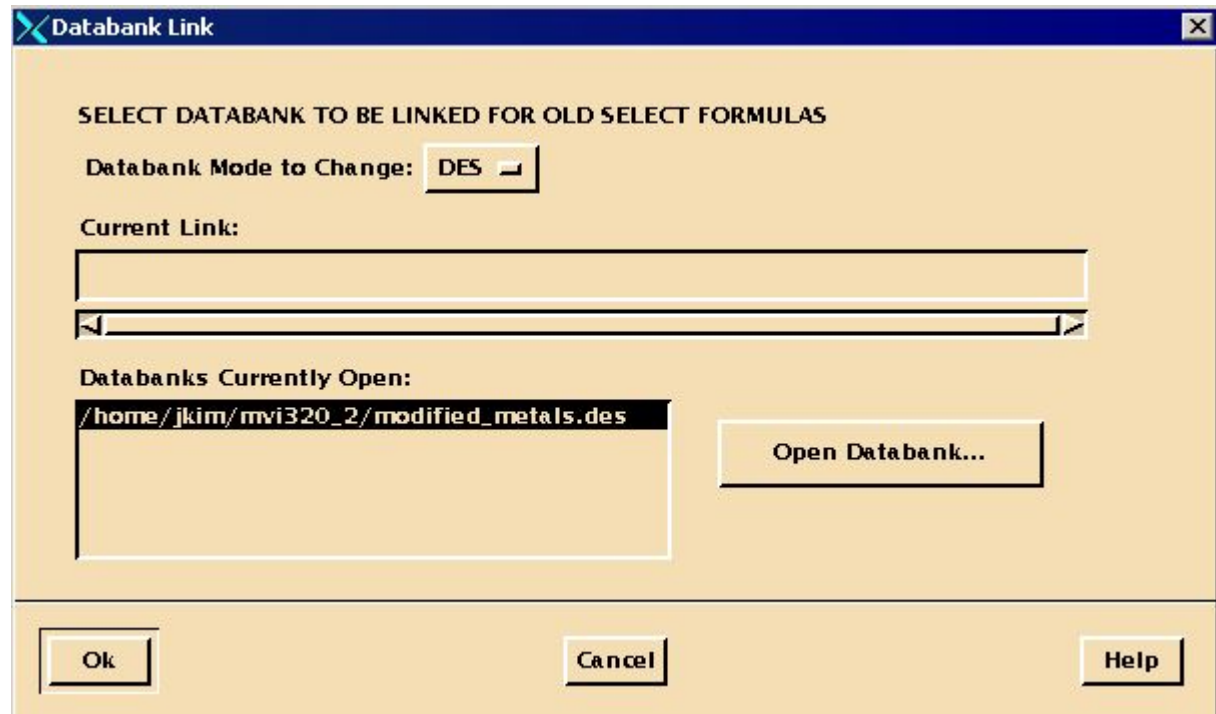 Databank Link
SELECT DATABANK TO BE LINKED FOR OLD SELECT FORMULAS
Databank Mode to Change: DES
Current Link:
Databanks Currently Open:
/home/jkim/mvi320_2/modified_metals.des
Open Databank...
Ok Cancel Help